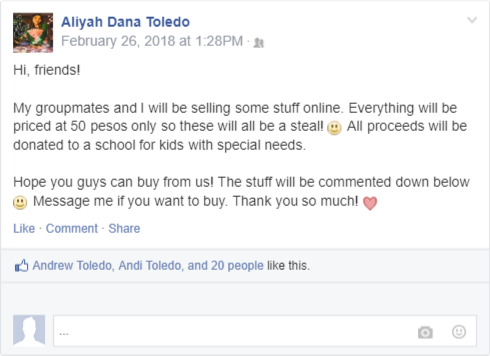 Aliyah Dana Toledo
February 26, 2018 at 1:28PM ·
Hi, friends!
My groupmates and I will be selling some stuff online. Everything will be
priced at 50 pesos only so these will all be a steal! All proceeds will be
donated to a school for kids with special needs.
Hope you guys can buy from us! The stuff will be commented down below
Message me if you want to buy. Thank you so much!
Like · Comment · Share
Andrew Toledo, Andi Toledo, and 20 people like this.
...